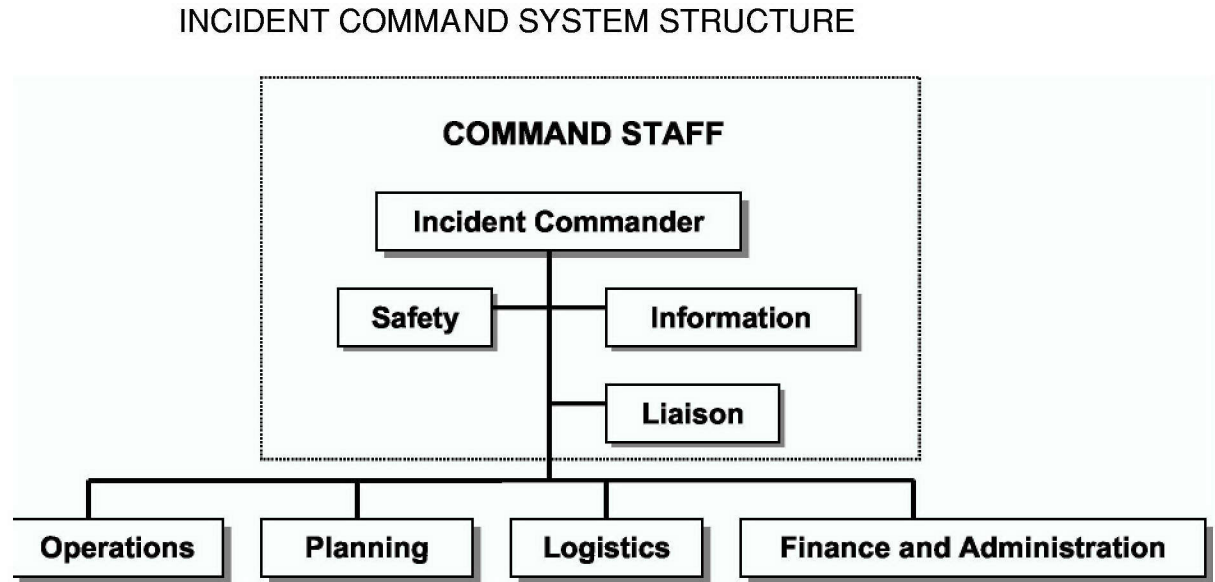 INCIDENT COMMAND SYSTEM STRUCTURE
COMMAND STAFF
Incident Commander
Safety
Information
Liaison
Operations
Planning
Logistics
Finance and Administration